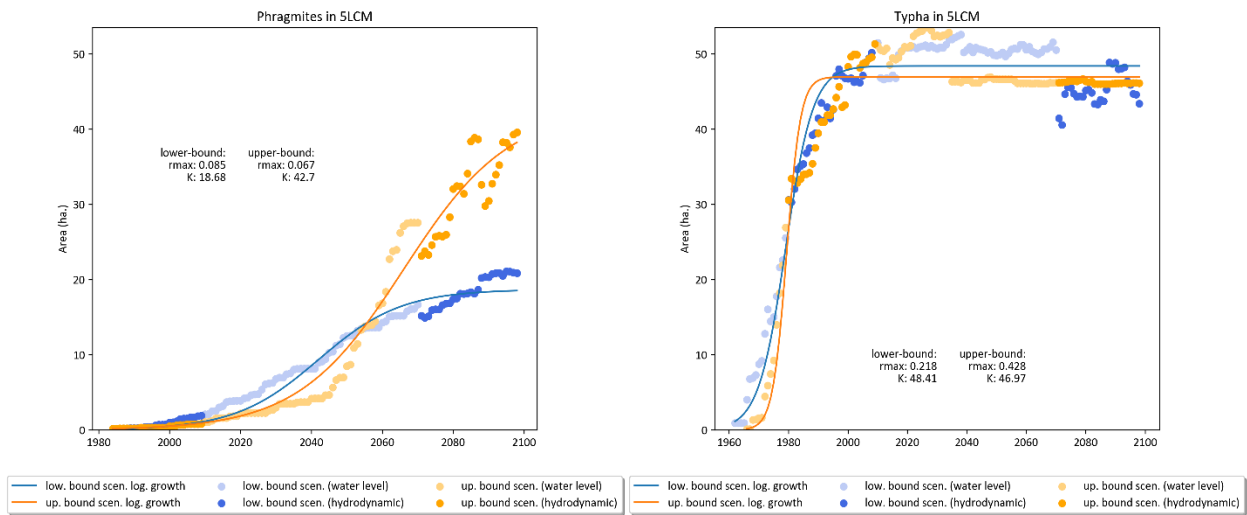 Phragmites in 5LCM
50
40
30
20
10
0
Area (ha.)
lower-bound: upper-bound:
rmax: 0.085 rmax: 0.067
K: 18.68 K: 42.7
1980 2000 2020 2040 2060 2080 2100
low. bound scen. log. growth low. bound scen. (water level) up. bound scen. (water level)
up. bound scen. log. growth low. bound scen. (hydrodynamic) up. bound scen. (hydrodynamic)
Typha in 5LCM
50
40
30
20
10
0
Area (ha.)
lower-bound: upper-bound:
rmax: 0.218 rmax: 0.428
K: 48.41 K: 46.97
1960 1980 2000 2020 2040 2060 2080 2100
low. bound scen. log. growth low. bound scen. (water level) up. bound scen. (water level)
up. bound scen. log. growth low. bound scen. (hydrodynamic) up. bound scen. (hydrodynamic)